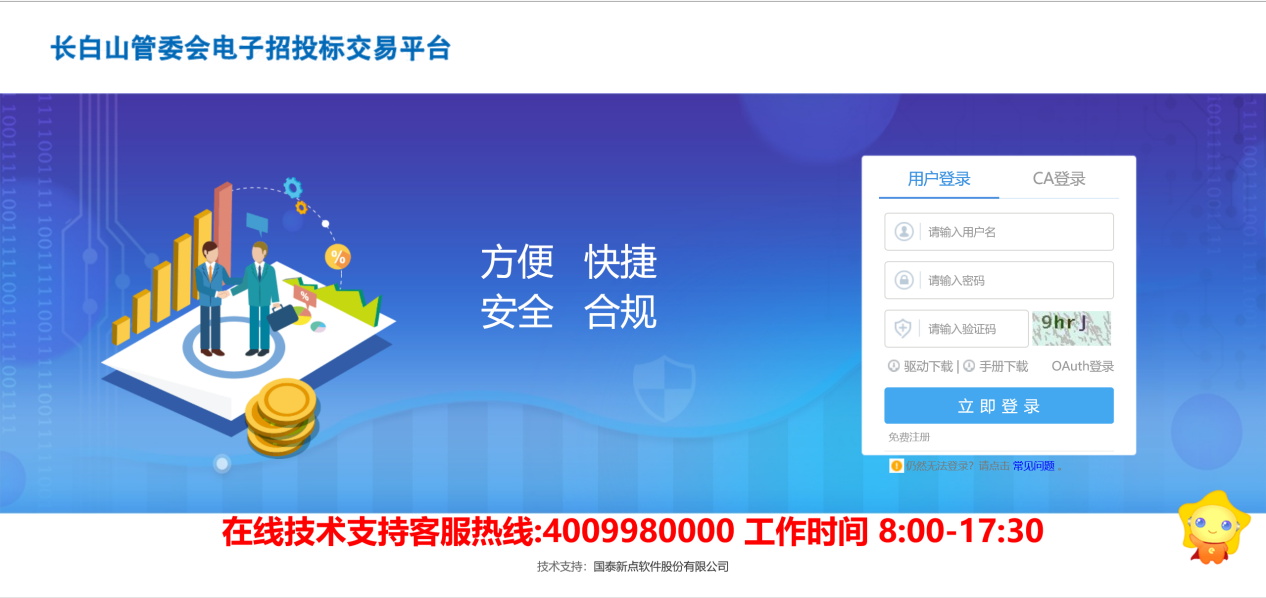 长白山管委会电子招投标交易平台
方便 快捷
安全 合规
用户登录 CA登录
请输入用户名
请输入密码
请输入验证码 9hrJ
驱动下载 | 手册下载 OAuth登录
立即登录
免费注册
仍然无法登录? 请点击 常见问题 。
在线技术支持客服热线:4009980000 工作时间 8:00-17:30
技术支持: 国泰新点软件股份有限公司